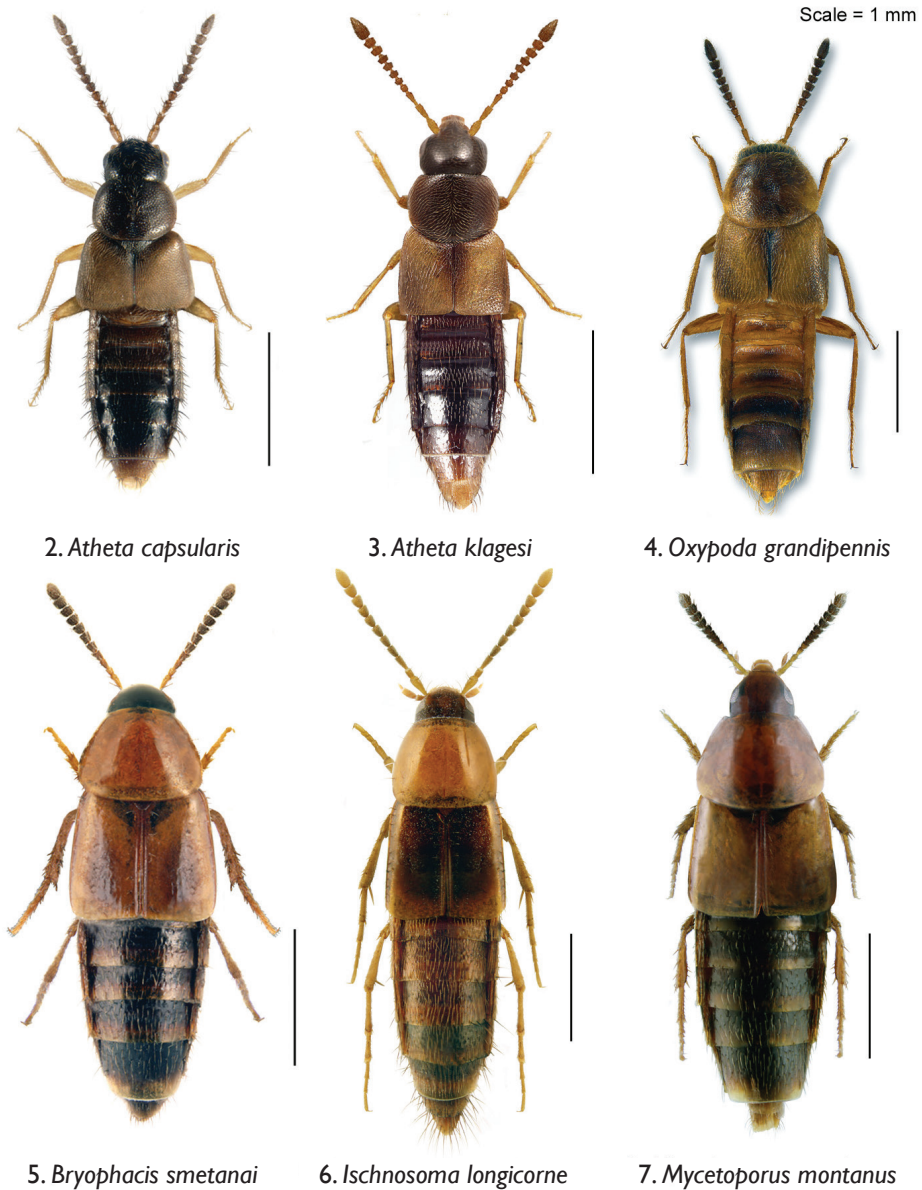 Scale = 1 mm
2. Atheta capsularis
3. Atheta klagesi
4. Oxypoda grandipennis
5. Bryophacis smetanai
6. Ischnosoma longicorne
7. Mycetoporus montanus